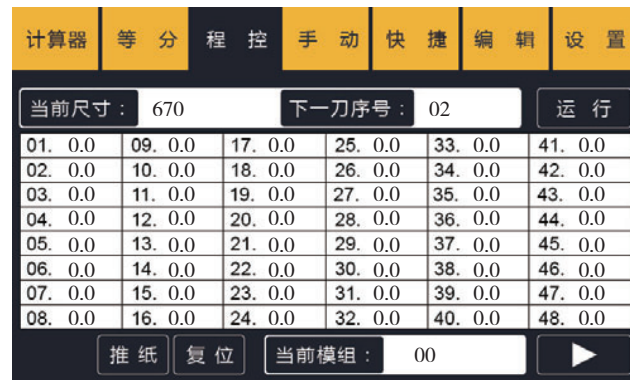 计算器 等 分 程 控 手 动 快 捷 编 辑 设 置
当前尺寸： 670 下一刀序号： 02 运 行
01. 0.0 09. 0.0 17. 0.0 25. 0.0 33. 0.0 41. 0.0
02. 0.0 10. 0.0 18. 0.0 26. 0.0 34. 0.0 42. 0.0
03. 0.0 11. 0.0 19. 0.0 27. 0.0 35. 0.0 43. 0.0
04. 0.0 12. 0.0 20. 0.0 28. 0.0 36. 0.0 44. 0.0
05. 0.0 13. 0.0 21. 0.0 29. 0.0 37. 0.0 45. 0.0
06. 0.0 14. 0.0 22. 0.0 30. 0.0 38. 0.0 46. 0.0
07. 0.0 15. 0.0 23. 0.0 31. 0.0 39. 0.0 47. 0.0
08. 0.0 16. 0.0 24. 0.0 32. 0.0 40. 0.0 48. 0.0
推 纸 复 位 当前模组： 00